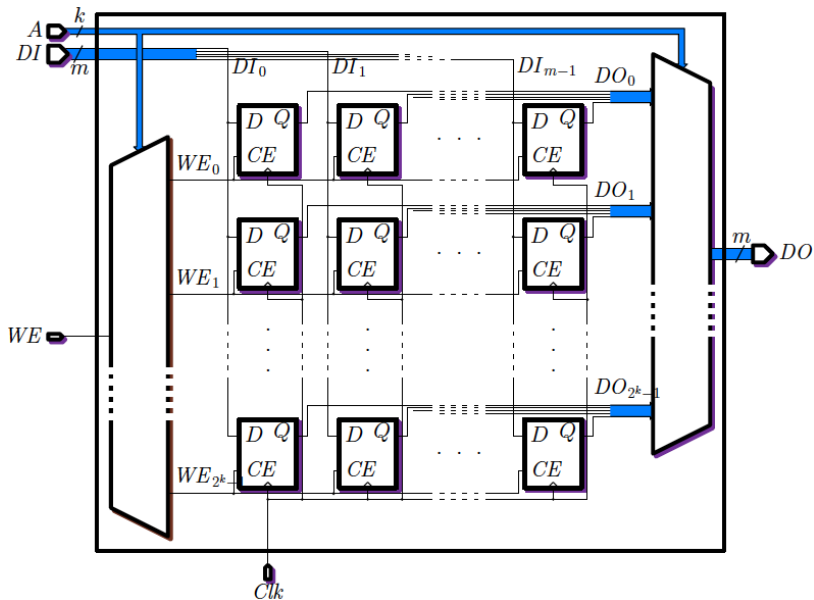 A k
DI m
DI₀ DI₁ DIₘ₋₁ DO₀
D Q D Q . . . D Q
CE CE CE
WE₀
DO₁
D Q D Q . . . D Q
CE CE CE
WE₁
m DO
WE
DO₂ᵏ₋₁
D Q D Q . . . D Q
CE CE CE
WE₂ᵏ₋₁
Clk